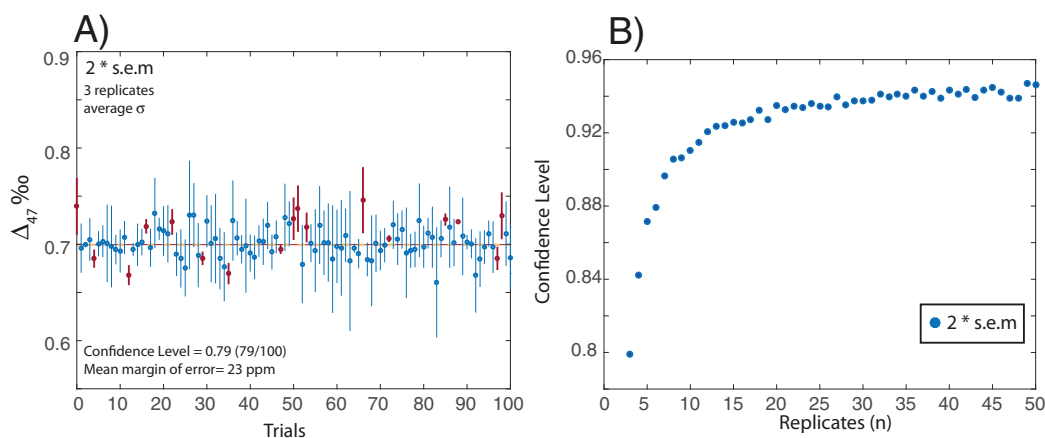 A)
2 * s.e.m
3 replicates
average σ
Δ47 ‰
0.9
0.8
0.7
0.6
Confidence Level = 0.79 (79/100)
Mean margin of error= 23 ppm
0 10 20 30 40 50 60 70 80 90 100
Trials
B)
Confidence Level
0.96
0.92
0.88
0.84
0.8
2 * s.e.m
0 5 10 15 20 25 30 35 40 45 50
Replicates (n)